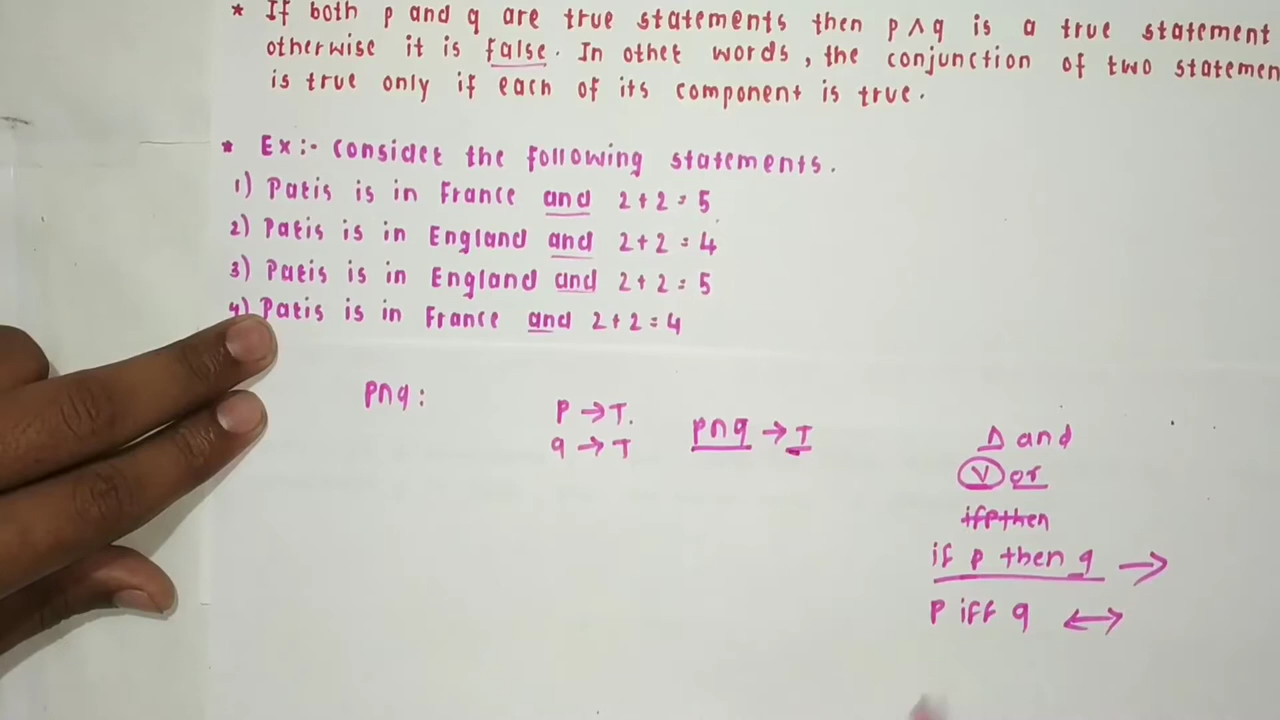 * If both p and q are true statements then p ∧ q is a true statement
otherwise it is false. In other words, the conjunction of two statemen
is true only if each of its component is true.
* Ex:- consider the following statements.
1) Paris is in France and 2+2=5
2) Paris is in England and 2+2=4
3) Paris is in England and 2+2=5
4) Paris is in France and 2+2=4
p∩q:
P → T.
q → T
p∩q → T
Δ and
V or
if p then
if p then q →
P iff q ↔